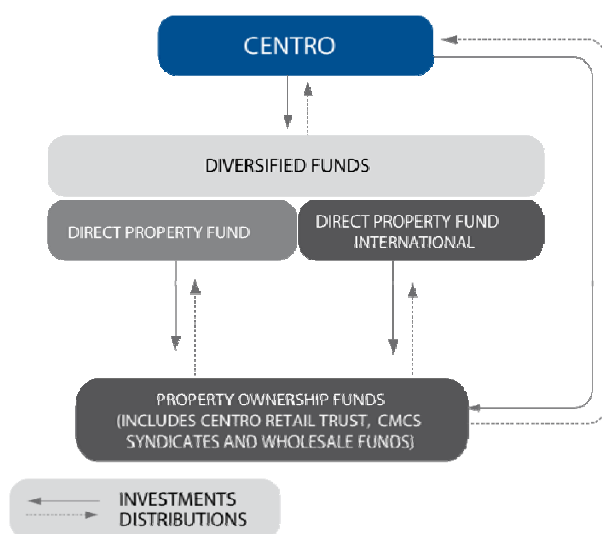 CENTRO
DIVERSIFIED FUNDS
DIRECT PROPERTY FUND
DIRECT PROPERTY FUND
INTERNATIONAL
PROPERTY OWNERSHIP FUNDS
(INCLUDES CENTRO RETAIL TRUST, CMCS
SYNDICATES AND WHOLESALE FUNDS)
INVESTMENTS
DISTRIBUTIONS